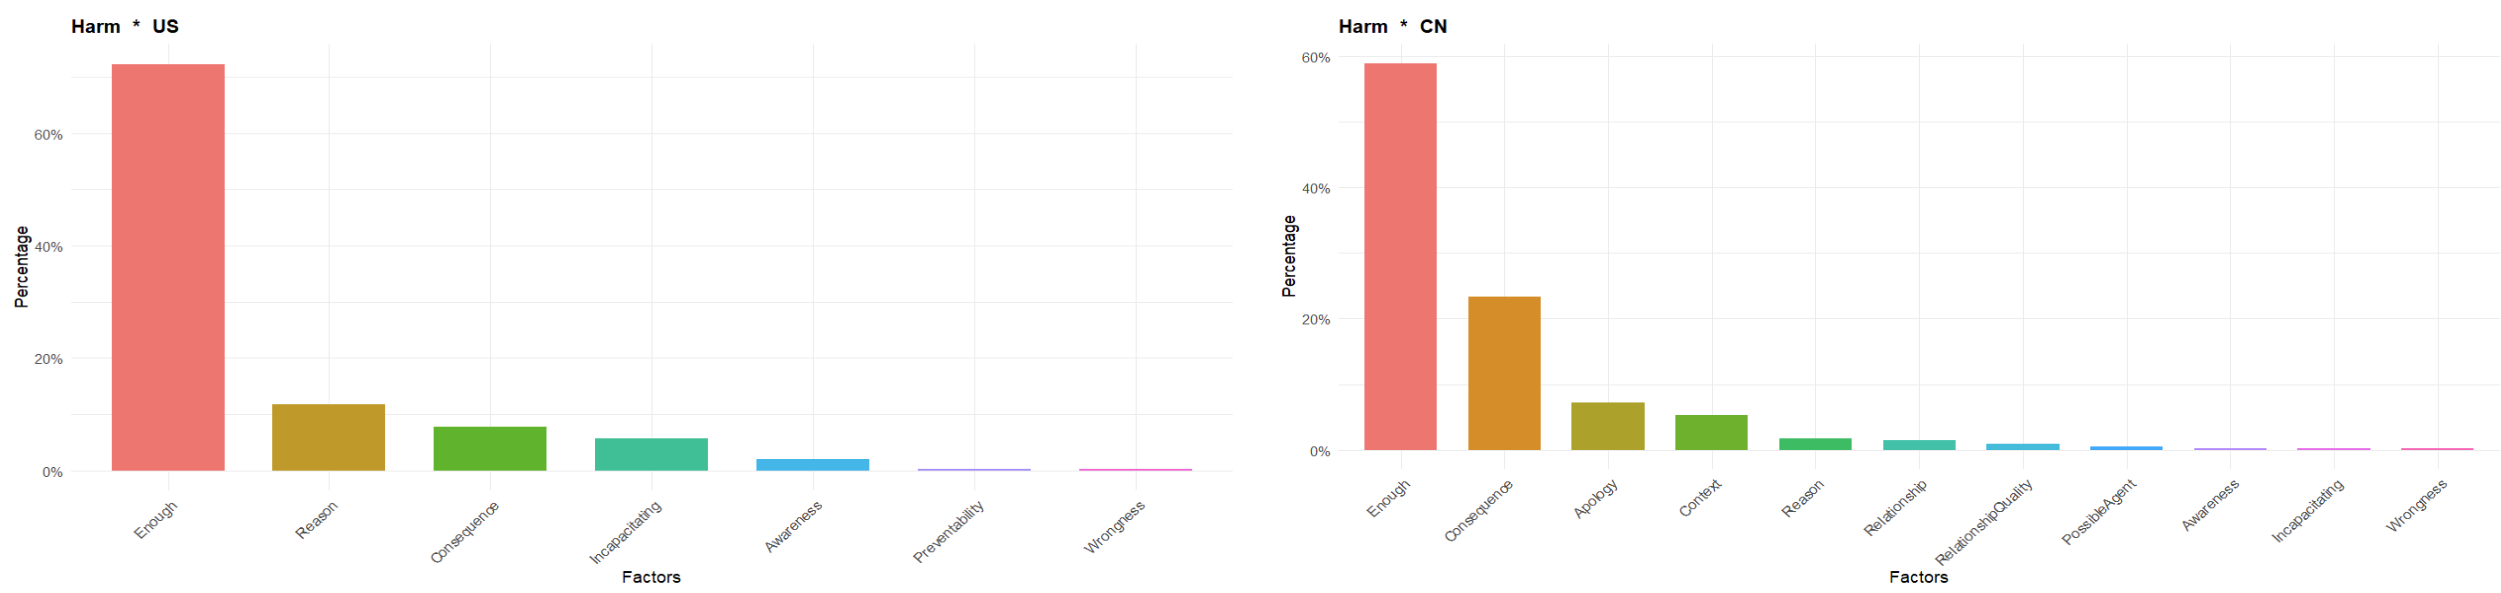 Harm * US
60%
40%
20%
0%
Percentage
Enough
Reason
Consequence
Incapacitating
Awareness
Preventability
Wrongness
Factors
Harm * CN
60%
40%
20%
0%
Percentage
Enough
Consequence
Apology
Context
Reason
Relationship
RelationshipQuality
PossibleAgent
Awareness
Incapacitating
Wrongness
Factors